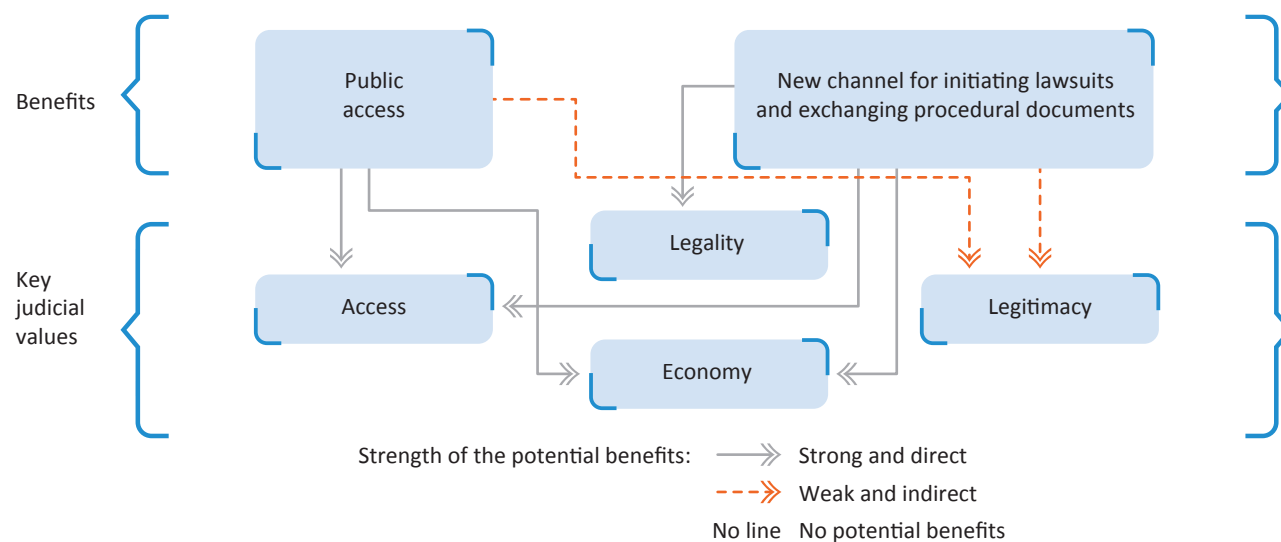 Benefits
Public
access
New channel for initiating lawsuits
and exchanging procedural documents
Key
judicial
values
Legality
Access
Legitimacy
Economy
Strength of the potential benefits:
Strong and direct
Weak and indirect
No line No potential benefits